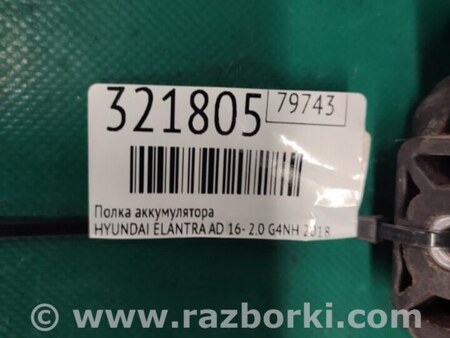 321805
79743
Полка аккумулятора
HYUNDAI ELANTRA AD 16- 2.0 G4NH 2018
© www.razborki.com